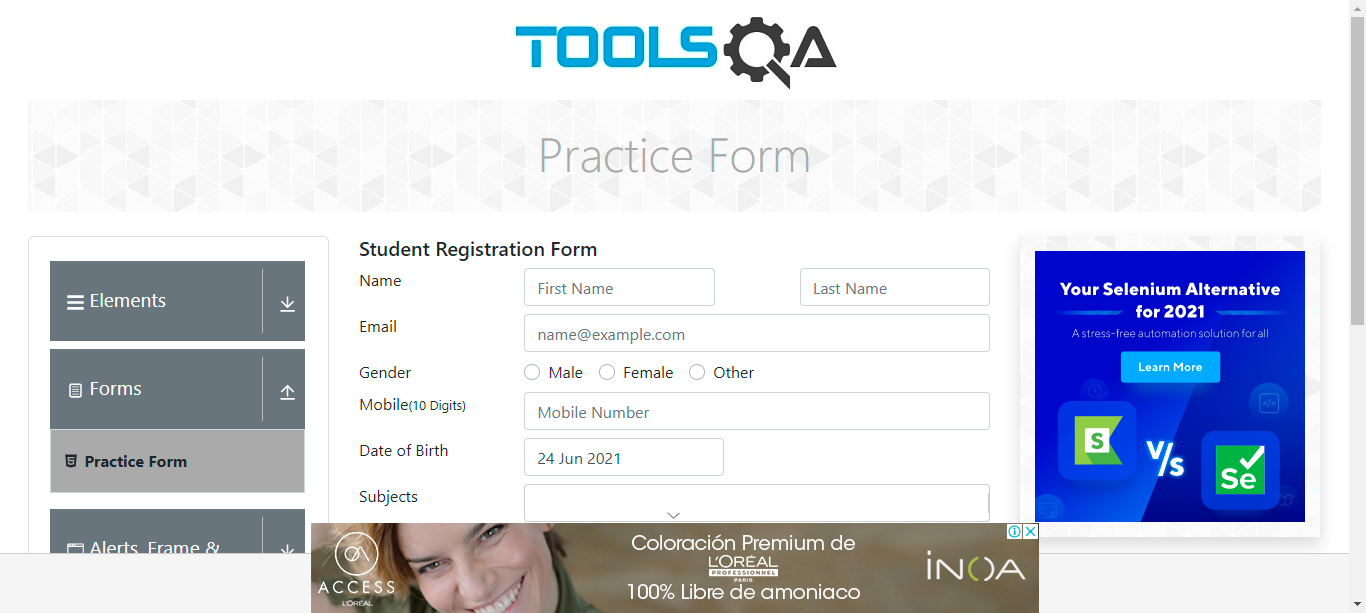 TOOLSQA
Practice Form
Elements
Forms
Practice Form
Alerts, Frame &
Student Registration Form
Name
First Name
Last Name
Email
name@example.com
Gender
Male
Female
Other
Mobile(10 Digits)
Mobile Number
Date of Birth
24 Jun 2021
Subjects
Your Selenium Alternative
for 2021
A stress-free automation solution for all
Learn More
S
V/s
Se
ACCESS
L'ORÉAL
Coloración Premium de
L'ORÉAL
PROFESSIONNEL
PARIS
100% Libre de amoniaco
iNOA